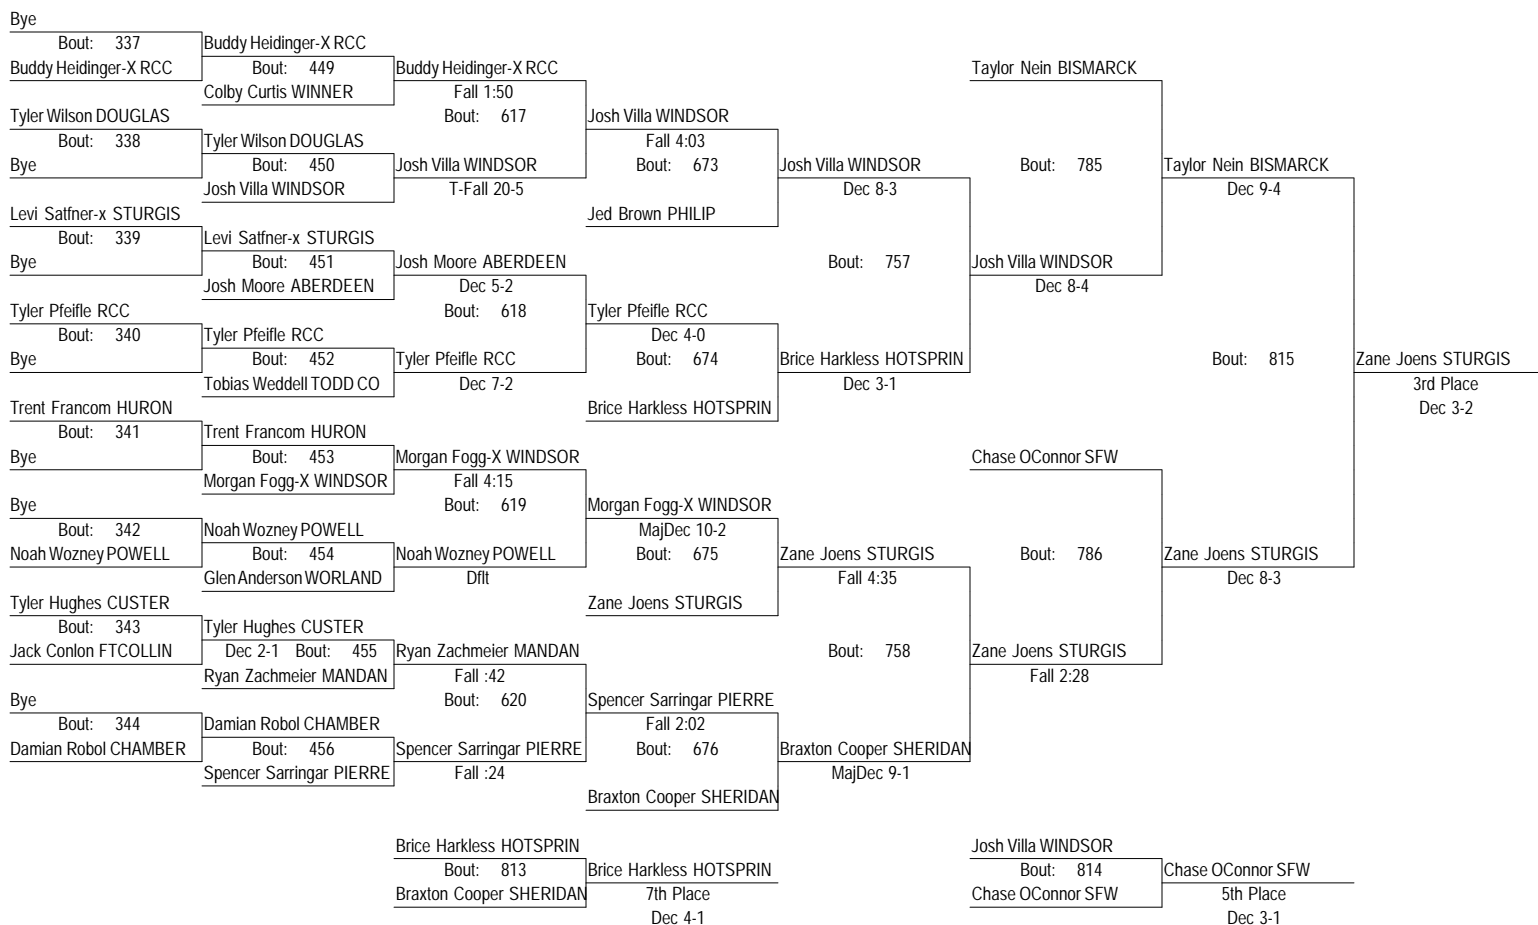 Bye
Bout: 337
Buddy Heidinger-X RCC
Tyler Wilson DOUGLAS
Bout: 338
Bye
Levi Satfner-x STURGIS
Bout: 339
Bye
Tyler Pfeifle RCC
Bout: 340
Bye
Trent Francom HURON
Bout: 341
Bye
Bye
Bout: 342
Noah Wozney POWELL
Tyler Hughes CUSTER
Bout: 343
Jack Conlon FTCOLLIN
Bye
Bout: 344
Damian Robol CHAMBER
Buddy Heidinger-X RCC
Bout: 449
Colby Curtis WINNER
Tyler Wilson DOUGLAS
Bout: 450
Josh Villa WINDSOR
Levi Satfner-x STURGIS
Bout: 451
Josh Moore ABERDEEN
Tyler Pfeifle RCC
Bout: 452
Tobias Weddell TODD CO
Trent Francom HURON
Bout: 453
Morgan Fogg-X WINDSOR
Noah Wozney POWELL
Bout: 454
Glen Anderson WORLAND
Tyler Hughes CUSTER
Dec 2-1 Bout: 455
Ryan Zachmeier MANDAN
Damian Robol CHAMBER
Bout: 456
Spencer Sarringar PIERRE
Buddy Heidinger-X RCC
Fall 1:50
Bout: 617
Josh Villa WINDSOR
T-Fall 20-5
Josh Moore ABERDEEN
Dec 5-2
Bout: 618
Tyler Pfeifle RCC
Dec 7-2
Morgan Fogg-X WINDSOR
Fall 4:15
Bout: 619
Noah Wozney POWELL
Dflt
Ryan Zachmeier MANDAN
Fall :42
Bout: 620
Spencer Sarringar PIERRE
Fall :24
Josh Villa WINDSOR
Fall 4:03
Bout: 673
Jed Brown PHILIP
Tyler Pfeifle RCC
Dec 4-0
Bout: 674
Brice Harkless HOTSPRIN
Morgan Fogg-X WINDSOR
MajDec 10-2
Bout: 675
Zane Joens STURGIS
Spencer Sarringar PIERRE
Fall 2:02
Bout: 676
Braxton Cooper SHERIDAN
Josh Villa WINDSOR
Dec 8-3
Bout: 757
Brice Harkless HOTSPRIN
Dec 3-1
Zane Joens STURGIS
Fall 4:35
Bout: 758
Braxton Cooper SHERIDAN
MajDec 9-1
Taylor Nein BISMARCK
Bout: 785
Josh Villa WINDSOR
Dec 8-4
Chase OConnor SFW
Bout: 786
Zane Joens STURGIS
Fall 2:28
Taylor Nein BISMARCK
Dec 9-4
Bout: 815
Zane Joens STURGIS
Dec 8-3
Zane Joens STURGIS
3rd Place
Dec 3-2
Brice Harkless HOTSPRIN
Bout: 813
Braxton Cooper SHERIDAN
Brice Harkless HOTSPRIN
7th Place
Dec 4-1
Josh Villa WINDSOR
Bout: 814
Chase OConnor SFW
Chase OConnor SFW
5th Place
Dec 3-1